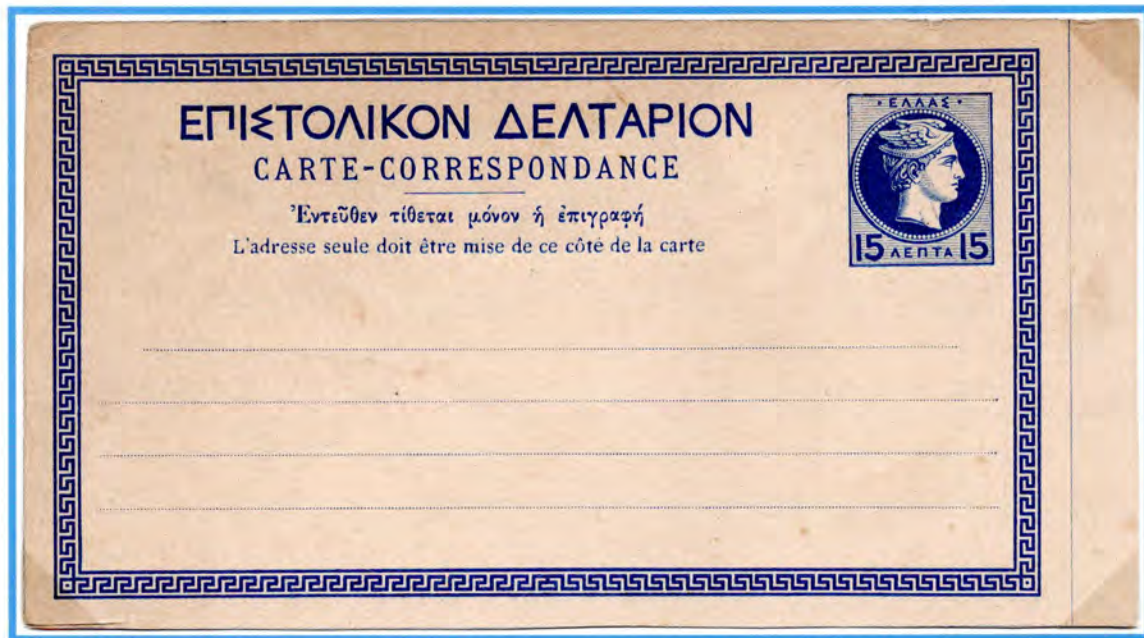 ΕΠΙΣΤΟΛΙΚΟΝ ΔΕΛΤΑΡΙΟΝ
CARTE-CORRESPONDANCE
Ἐντεῦθεν τίθεται μόνον ἡ ἐπιγραφή
L'adresse seule doit être mise de ce côté de la carte
· ΕΛΛΑΣ ·
15 ΛΕΠΤΑ 15